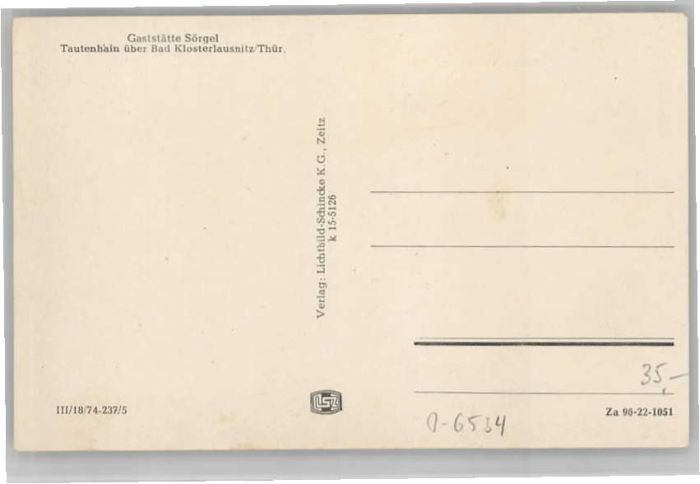 Gaststätte Sörgel
Tautenhain über Bad Klosterlausnitz/Thür.
Verlag: Lichtbild-Schincke K.G., Zeitz
k 15-5126
35,-
III/18/74-237/5
LSZ
0-6534
Za 96-22-1051